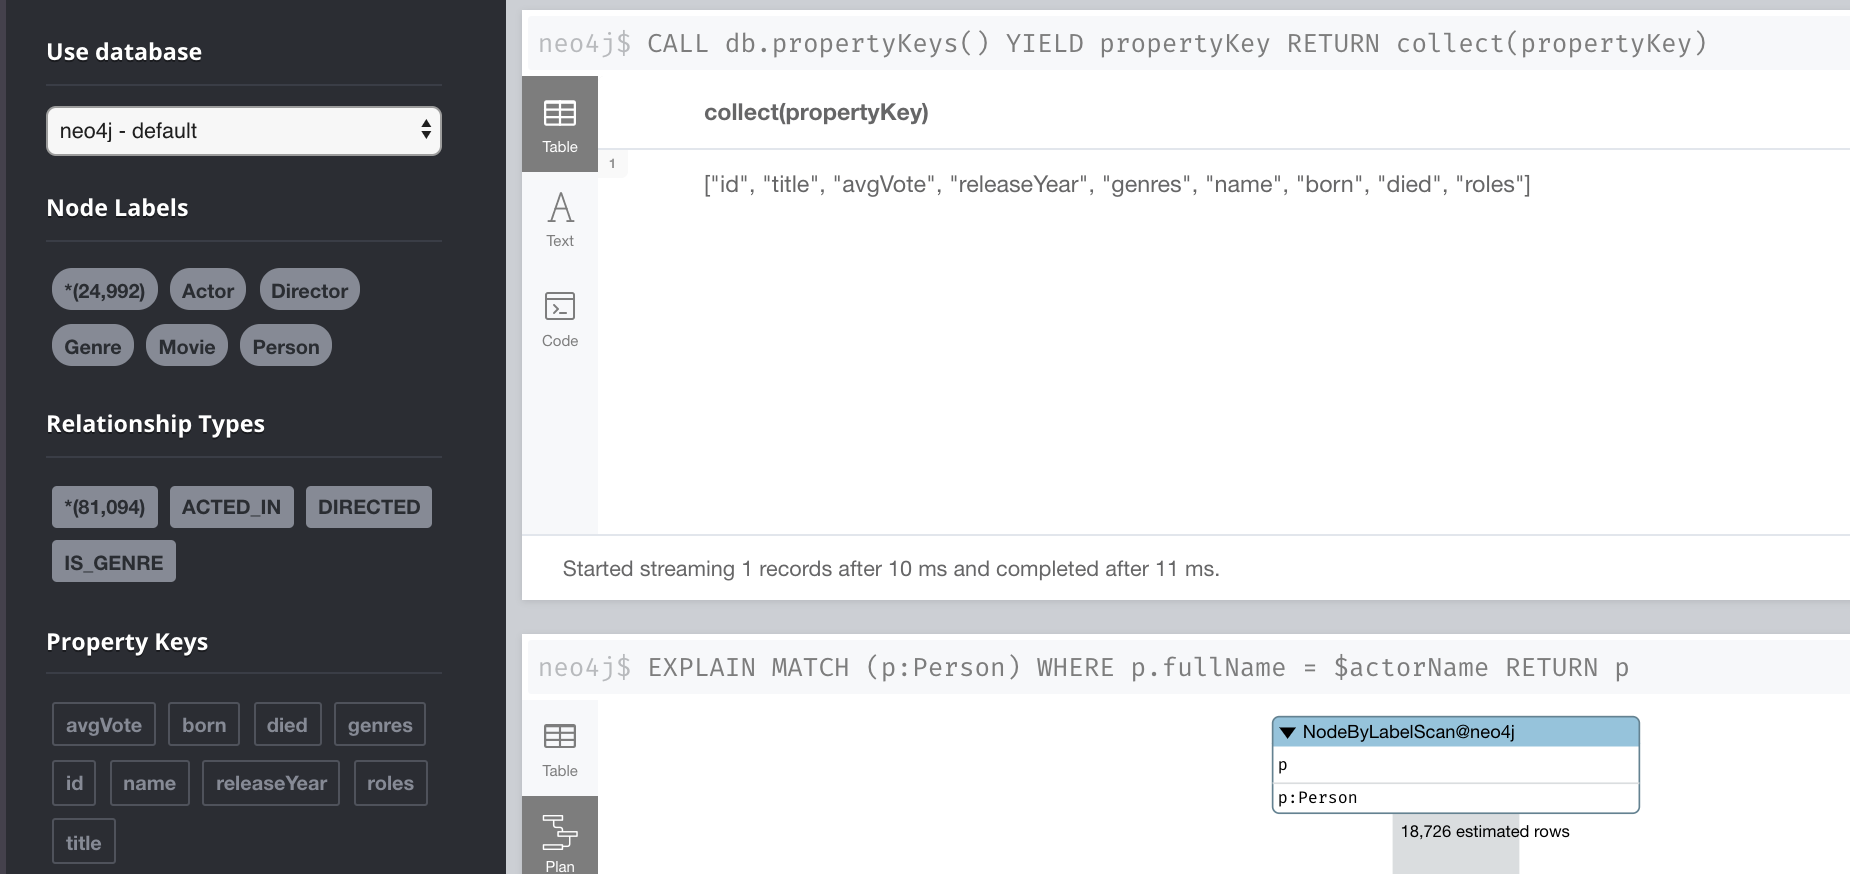 Use database
neo4j - default
Node Labels
*(24,992) Actor Director
Genre Movie Person
Relationship Types
*(81,094) ACTED_IN DIRECTED
IS_GENRE
Property Keys
avgVote born died genres
id name releaseYear roles
title
neo4j$ CALL db.propertyKeys() YIELD propertyKey RETURN collect(propertyKey)
Table
Text
Code
collect(propertyKey)
1
["id", "title", "avgVote", "releaseYear", "genres", "name", "born", "died", "roles"]
Started streaming 1 records after 10 ms and completed after 11 ms.
neo4j$ EXPLAIN MATCH (p:Person) WHERE p.fullName = $actorName RETURN p
Table
Plan
NodeByLabelScan@neo4j
p
p:Person
18,726 estimated rows